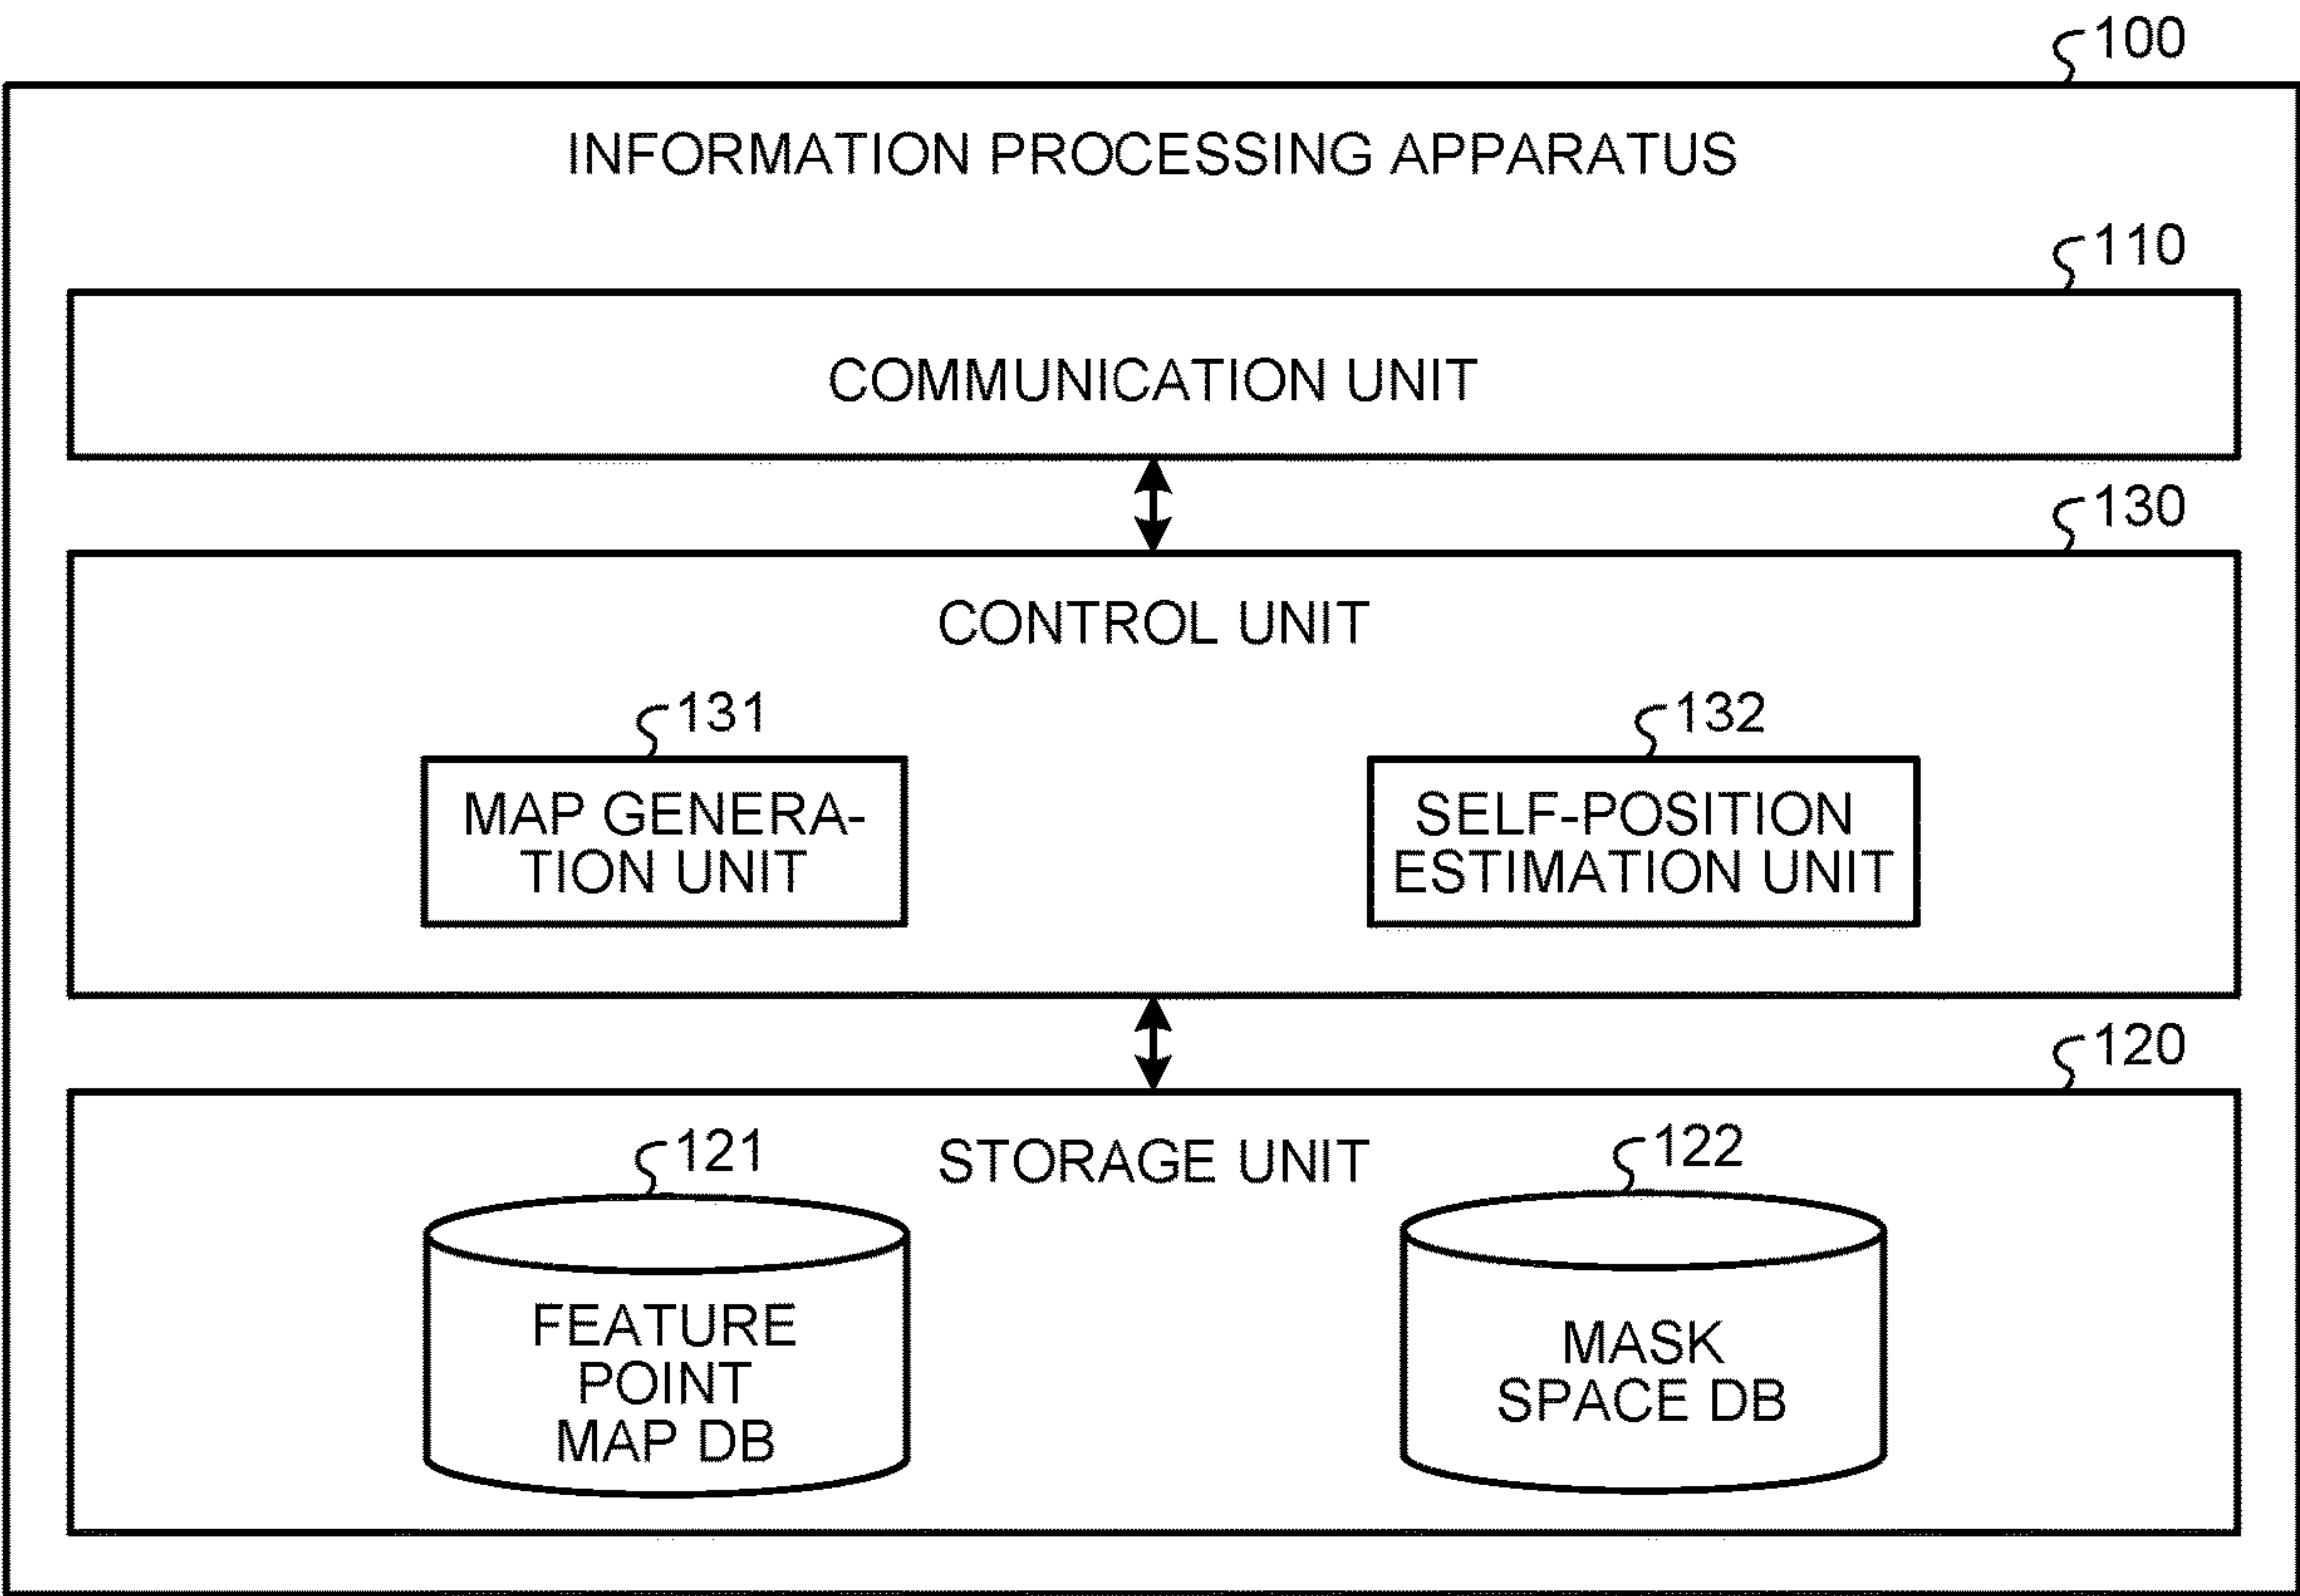 100
INFORMATION PROCESSING APPARATUS
110
COMMUNICATION UNIT
130
CONTROL UNIT
131
MAP GENERA-
TION UNIT
132
SELF-POSITION
ESTIMATION UNIT
120
STORAGE UNIT
121
FEATURE
POINT
MAP DB
122
MASK
SPACE DB